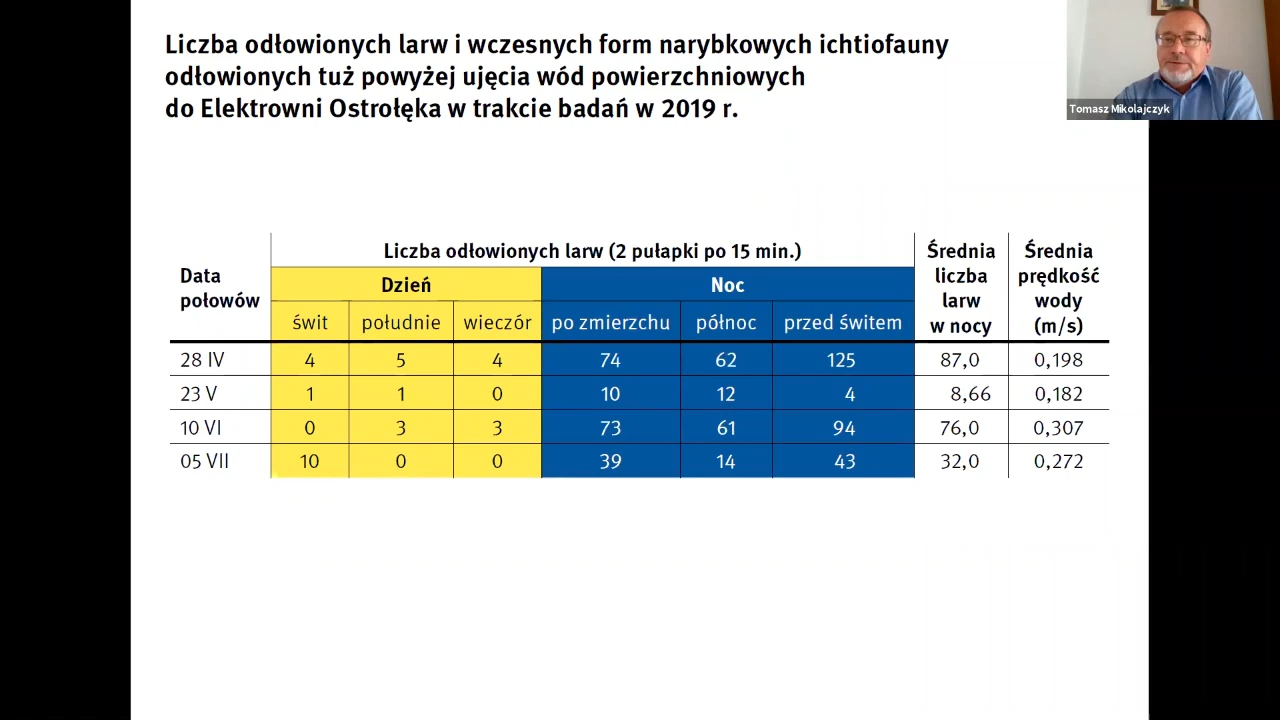 Liczba odłowionych larw i wczesnych form narybkowych ichtiofauny
odłowionych tuż powyżej ujęcia wód powierzchniowych
do Elektrowni Ostrołęka w trakcie badań w 2019 r.
Tomasz Mikolajczyk
Data połowów
Liczba odłowionych larw (2 pułapki po 15 min.)
Średnia liczba larw w nocy
Średnia prędkość wody (m/s)
Dzień Noc
świt południe wieczór po zmierzchu północ przed świtem
28 IV 4 5 4 74 62 125 87,0 0,198
23 V 1 1 0 10 12 4 8,66 0,182
10 VI 0 3 3 73 61 94 76,0 0,307
05 VII 10 0 0 39 14 43 32,0 0,272